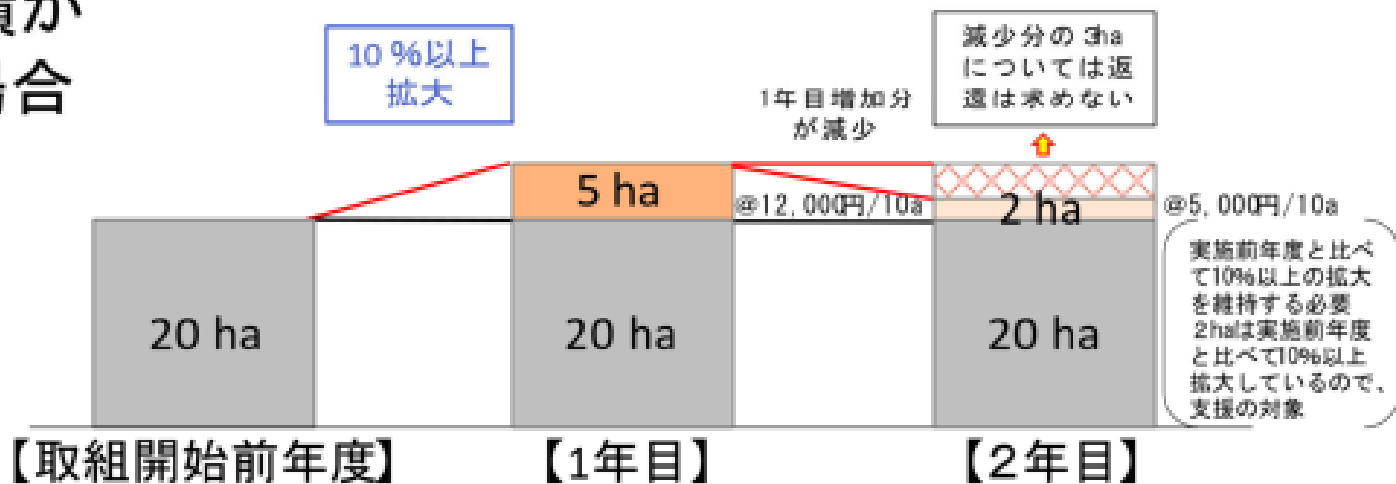 場合
10 %以上
拡大
1年目増加分
が減少
減少分の3ha
については返
還は求めない
5 ha
@12,000円/10a
2 ha
@5,000円/10a
20 ha
20 ha
20 ha
実施前年度と比べ
て10%以上の拡大
を維持する必要
2haは実施前年度
と比べて10%以上
拡大しているので、
支援の対象
【取組開始前年度】
【1年目】
【2年目】